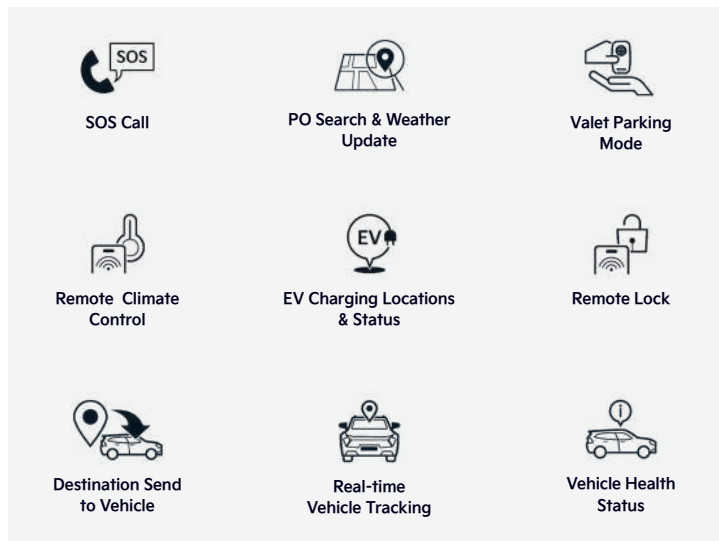 SOS
SOS Call
PO Search & Weather
Update
Valet Parking
Mode
Remote Climate
Control
EV
EV Charging Locations
& Status
Remote Lock
Destination Send
to Vehicle
Real-time
Vehicle Tracking
i
Vehicle Health
Status